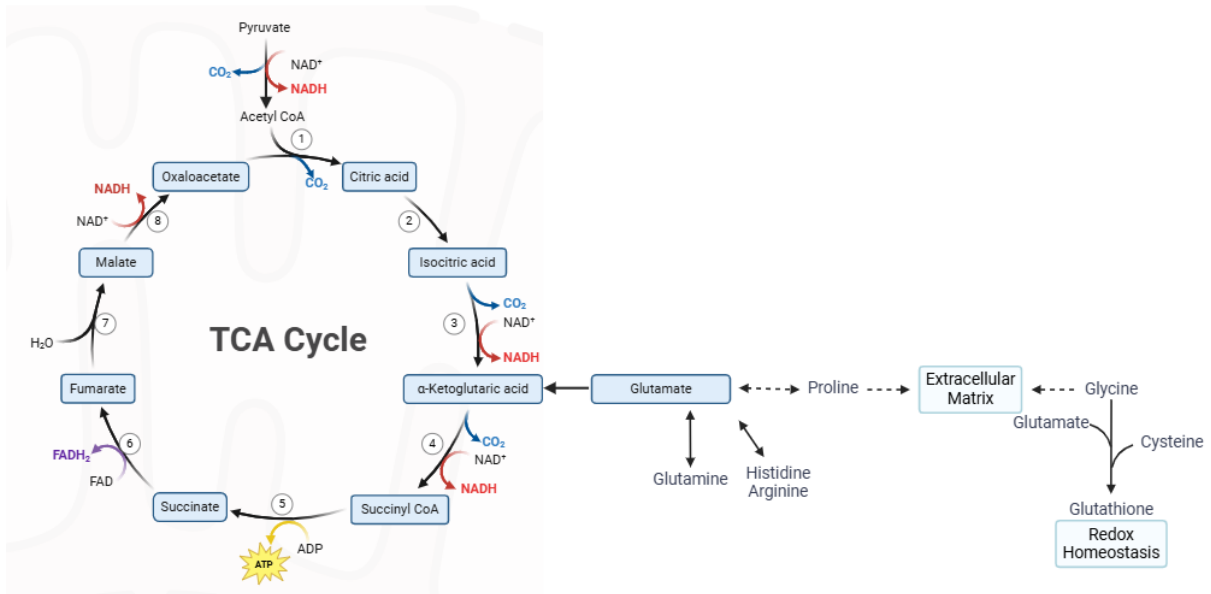 Pyruvate
CO₂
NAD⁺
NADH
Acetyl CoA
1
Oxaloacetate
CO₂
Citric acid
NADH
NAD⁺
8
2
Malate
Isocitric acid
CO₂
3
NAD⁺
NADH
7
H₂O
TCA Cycle
Fumarate
α-Ketoglutaric acid
Glutamate
Proline
Extracellular
Matrix
Glycine
Glutamate
Cysteine
Glutamine
Histidine
Arginine
Glutathione
Redox
Homeostasis
4
CO₂
NAD⁺
NADH
6
FADH₂
FAD
Succinate
5
Succinyl CoA
ADP
ATP